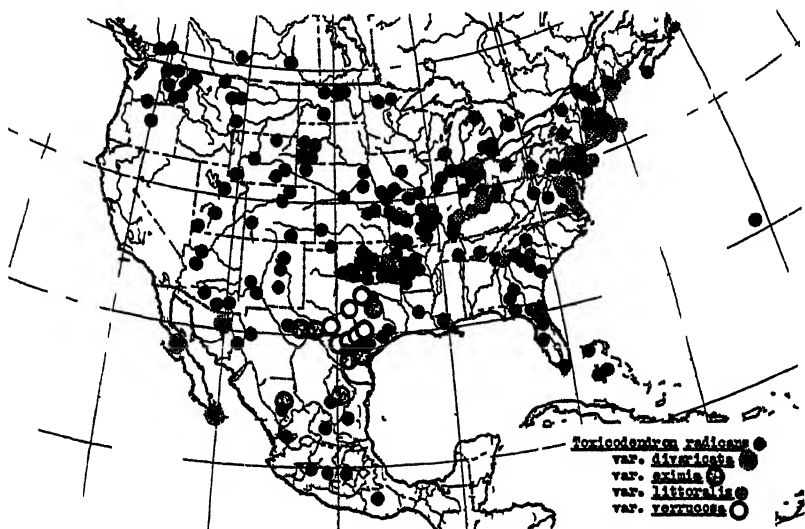 Toxicodendron radicans
var. divaricata
var. eximia
var. littoralis
var. verrucosa